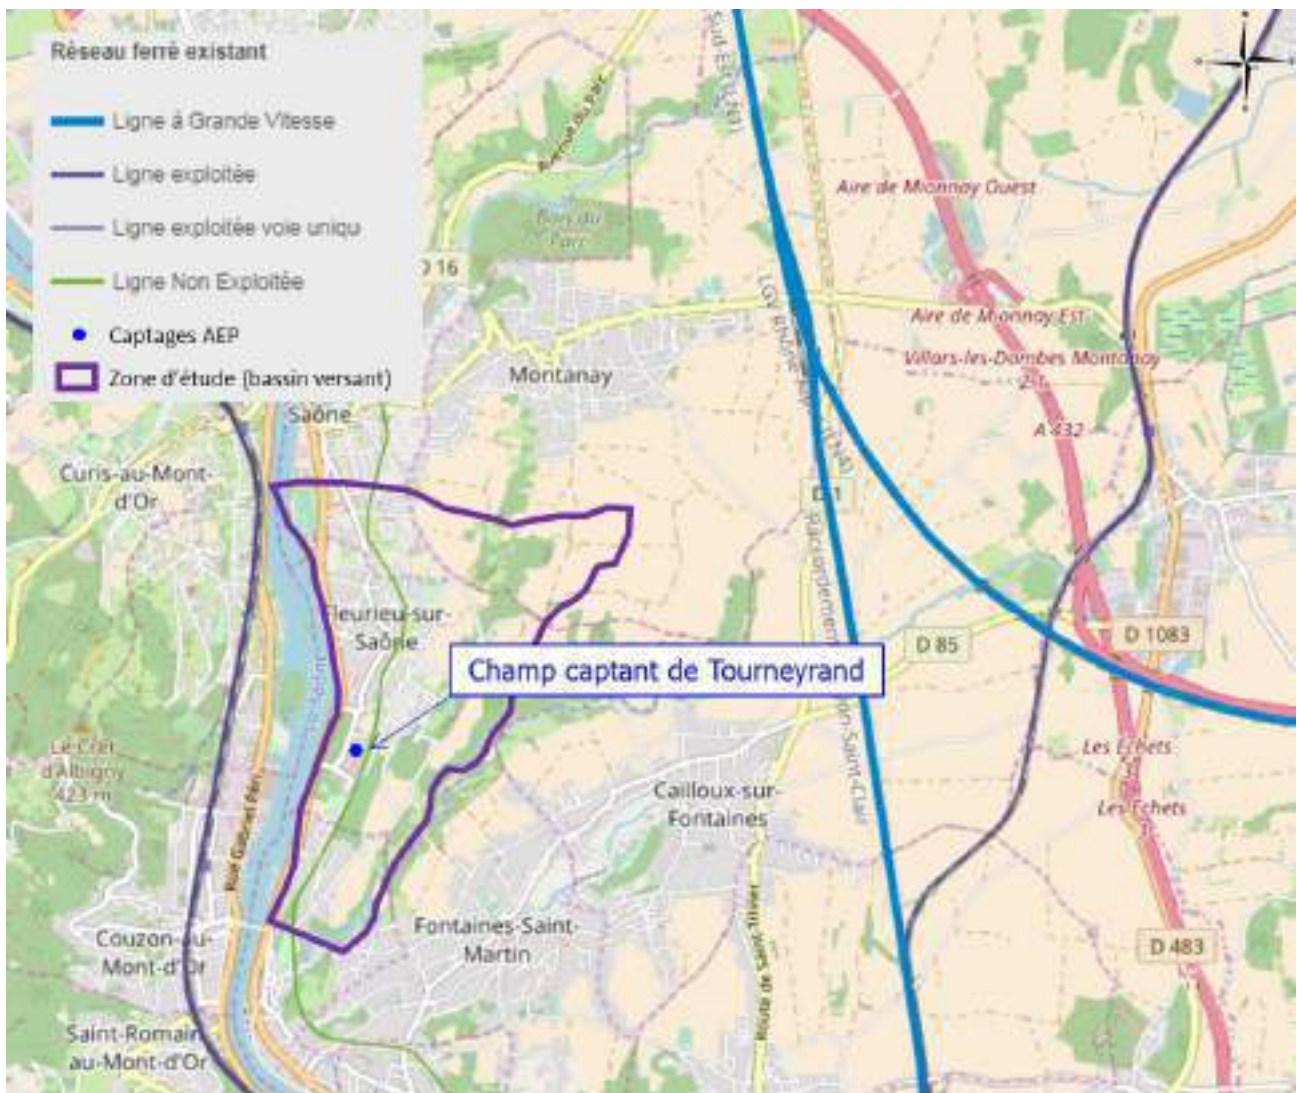 Réseau ferré existant
Ligne à Grande Vitesse
Ligne exploitée
Ligne exploitée voie uniqu
Ligne Non Exploitée
Captages AEP
Zone d'étude (bassin versant)
Avenue du Parc
Bois du
Parc
D 16
Aire de Mionnay Ouest
Aire de Mionnay Est
Villars-les-Dombes Montanay
A 432
Montanay
Saône
Curis-au-Mont-
d'Or
D 1
Fleurieu-sur-
Saône
Champ captant de Tourneyrand
D 85
D 1083
Le Crêt
d'Albigny
423 m
Les Échets
Les Échets
Cailloux-sur-
Fontaines
Fontaines-Saint-
Martin
Couzon-au-
Mont-d'Or
D 483
Saint-Romain
au-Mont-d'Or